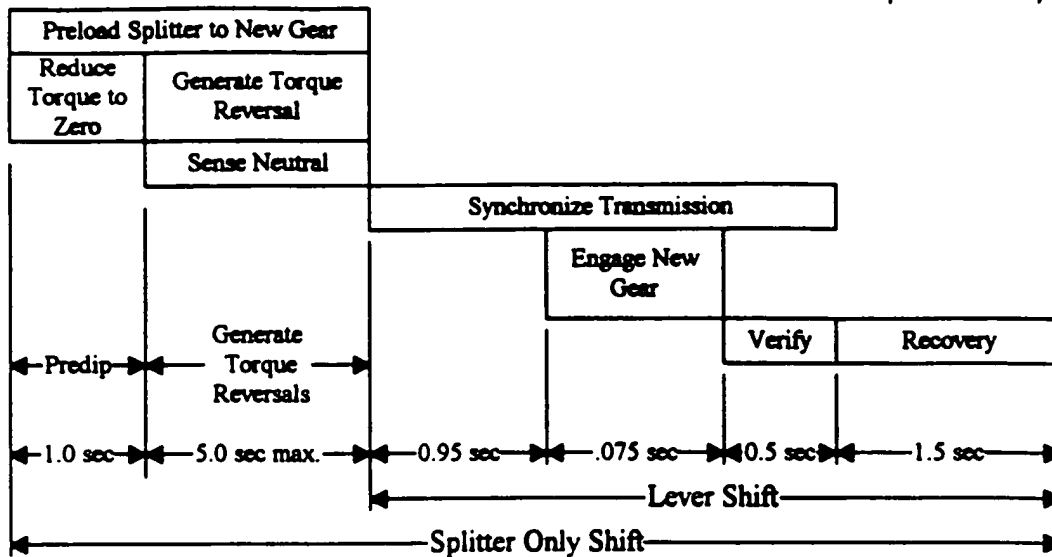 Preload Splitter to New Gear
Reduce
Torque to
Zero
Generate Torque
Reversal
Sense Neutral
Synchronize Transmission
Engage New
Gear
Verify
Recovery
Predip
Generate
Torque
Reversals
1.0 sec
5.0 sec max.
0.95 sec
.075 sec
0.5 sec
1.5 sec
Lever Shift
Splitter Only Shift